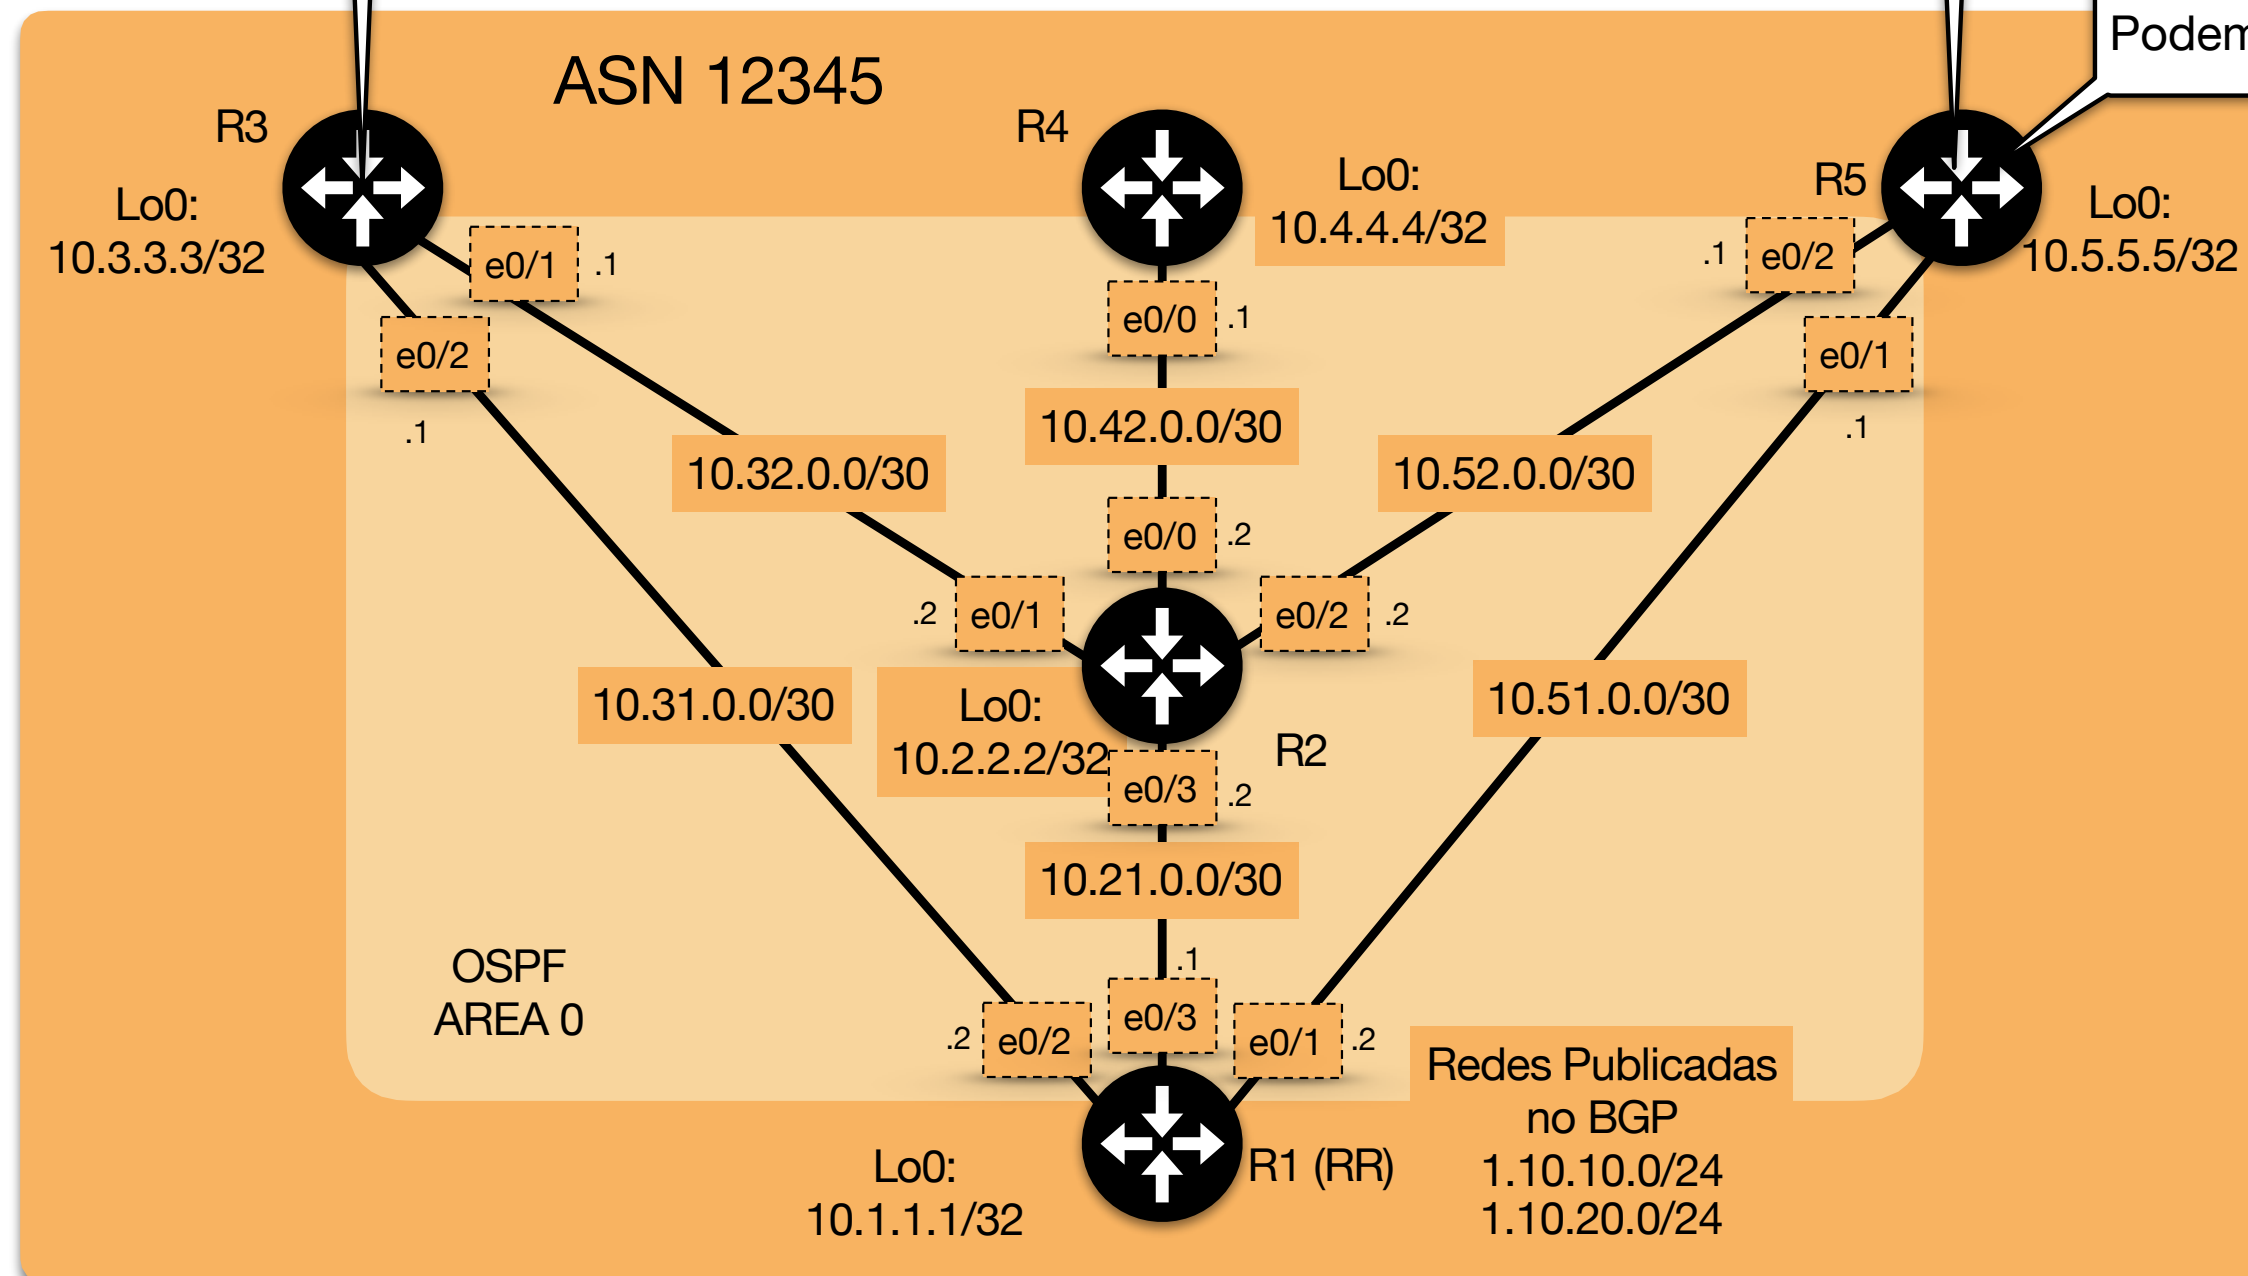 Podem
ASN 12345
R3
R4
R5
Lo0:
10.3.3.3/32
Lo0:
10.4.4.4/32
Lo0:
10.5.5.5/32
e0/1
.1
e0/2
.1
e0/0
.1
.1
e0/2
e0/1
.1
10.42.0.0/30
10.32.0.0/30
10.52.0.0/30
e0/0
.2
.2
e0/1
e0/2
.2
10.31.0.0/30
Lo0:
10.2.2.2/32
R2
10.51.0.0/30
e0/3
.2
10.21.0.0/30
OSPF
AREA 0
.1
.2
e0/2
e0/3
e0/1
.2
Redes Publicadas
no BGP
1.10.10.0/24
1.10.20.0/24
R1 (RR)
Lo0:
10.1.1.1/32